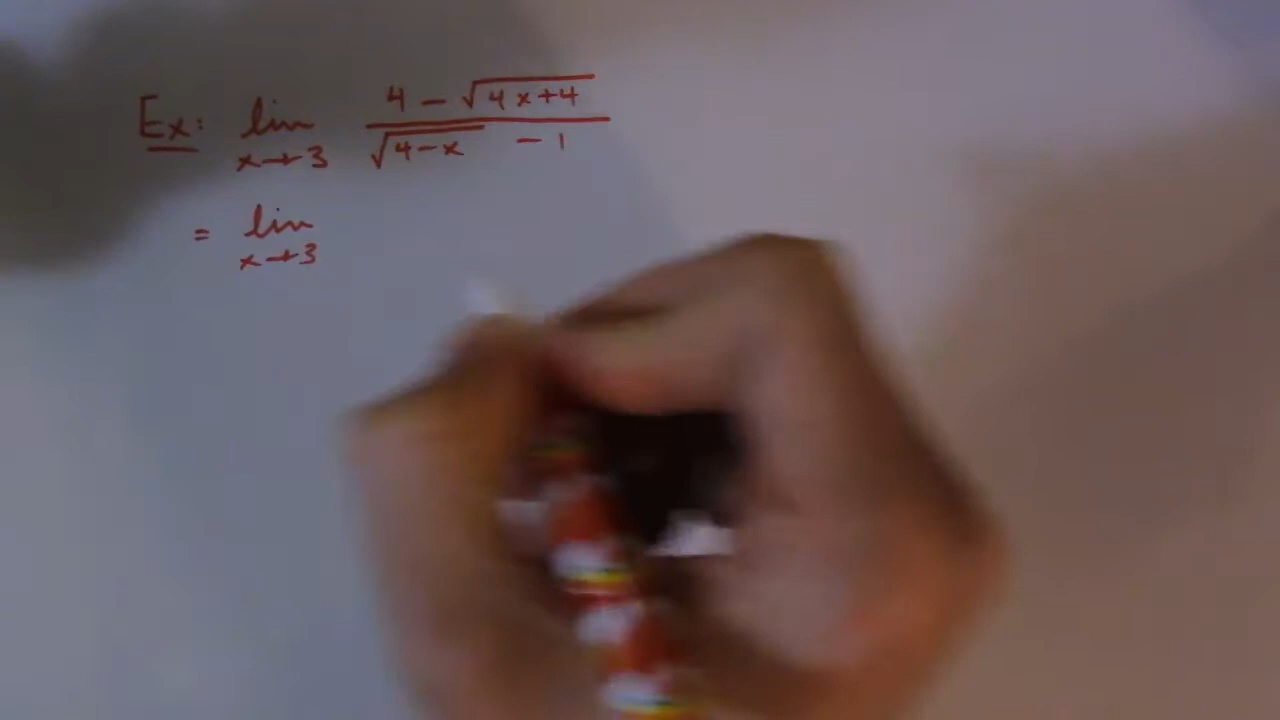 Ex: lim 4 - √(4x+4)
x→3 √(4-x) - 1
= lim
x→3